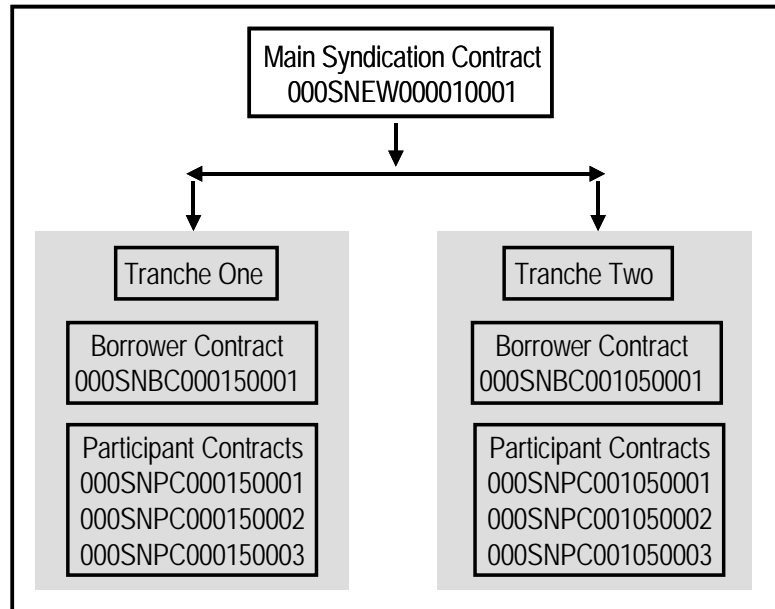 Main Syndication Contract
000SNEW000010001
Tranche One
Borrower Contract
000SNBC000150001
Participant Contracts
000SNPC000150001
000SNPC000150002
000SNPC000150003
Tranche Two
Borrower Contract
000SNBC001050001
Participant Contracts
000SNPC001050001
000SNPC001050002
000SNPC001050003